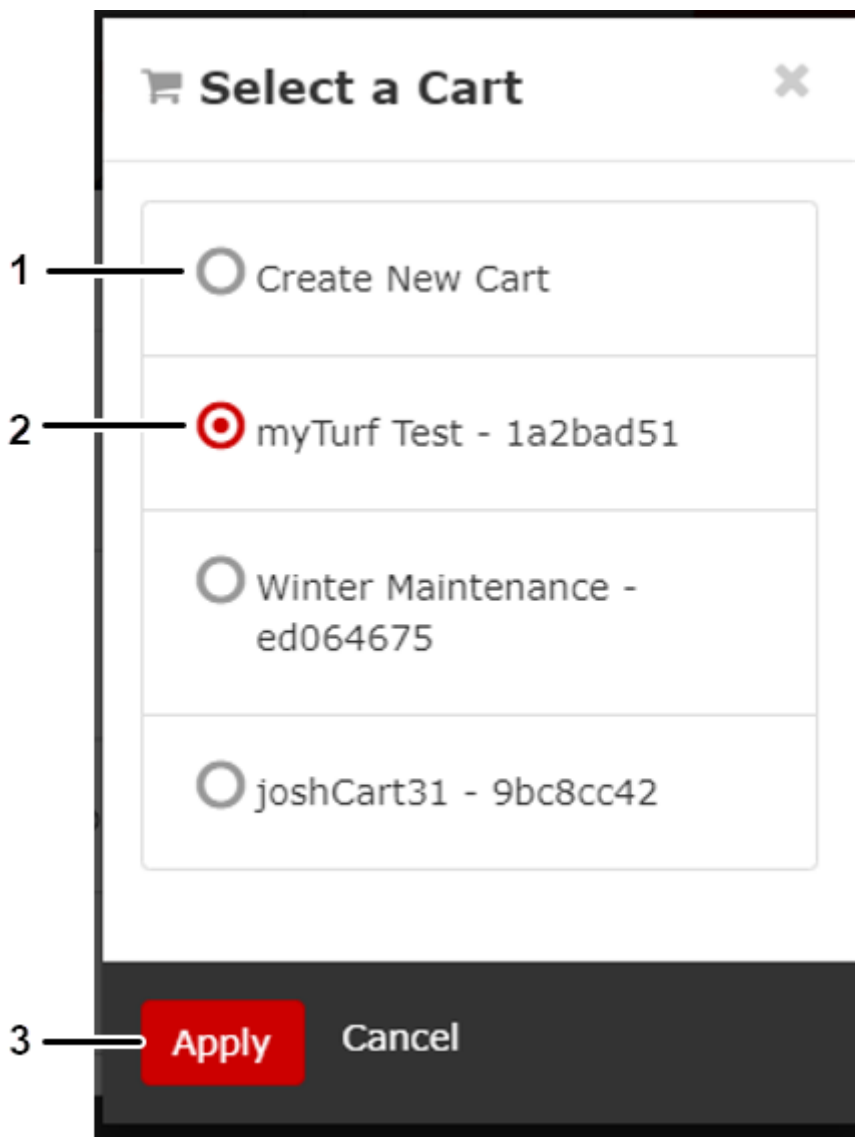 Select a Cart
1
Create New Cart
2
myTurf Test - 1a2bad51
Winter Maintenance -
ed064675
joshCart31 - 9bc8cc42
3
Apply Cancel